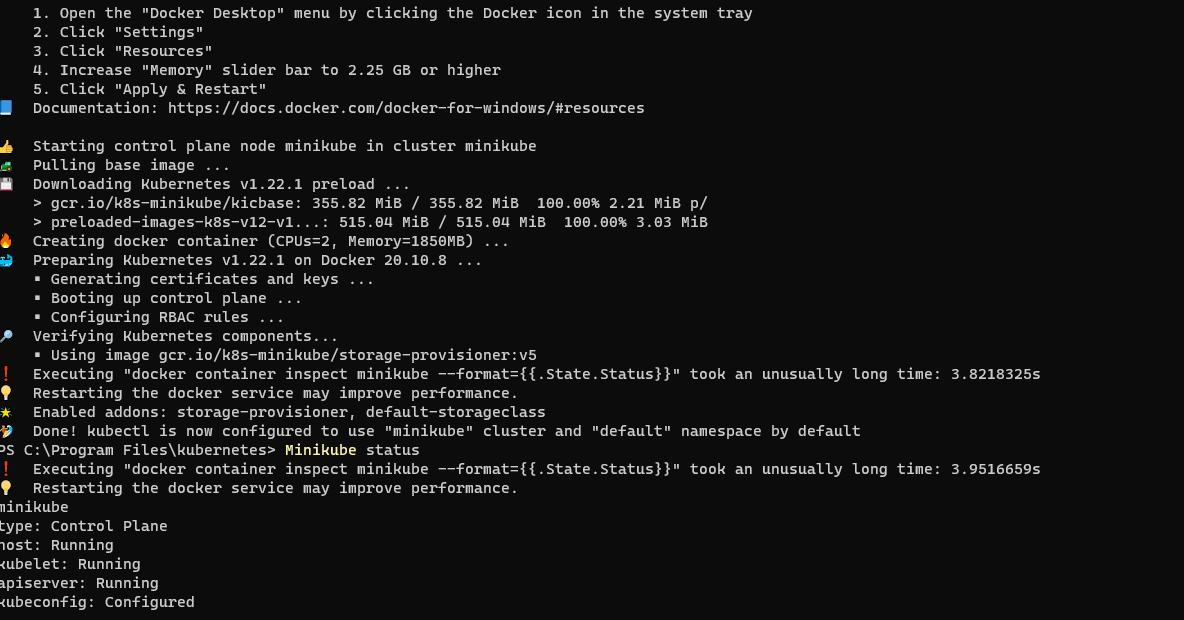 1. Open the "Docker Desktop" menu by clicking the Docker icon in the system tray
2. Click "Settings"
3. Click "Resources"
4. Increase "Memory" slider bar to 2.25 GB or higher
5. Click "Apply & Restart"
Documentation: https://docs.docker.com/docker-for-windows/#resources
Starting control plane node minikube in cluster minikube
Pulling base image ...
Downloading Kubernetes v1.22.1 preload ...
> gcr.io/k8s-minikube/kicbase: 355.82 MiB / 355.82 MiB  100.00% 2.21 MiB p/
> preloaded-images-k8s-v12-v1...: 515.04 MiB / 515.04 MiB  100.00% 3.03 MiB
Creating docker container (CPUs=2, Memory=1850MB) ...
Preparing Kubernetes v1.22.1 on Docker 20.10.8 ...
▪ Generating certificates and keys ...
▪ Booting up control plane ...
▪ Configuring RBAC rules ...
Verifying Kubernetes components...
▪ Using image gcr.io/k8s-minikube/storage-provisioner:v5
❗ Executing "docker container inspect minikube --format={{.State.Status}}" took an unusually long time: 3.8218325s
Restarting the docker service may improve performance.
Enabled addons: storage-provisioner, default-storageclass
Done! kubectl is now configured to use "minikube" cluster and "default" namespace by default
PS C:\Program Files\kubernetes> Minikube status
❗ Executing "docker container inspect minikube --format={{.State.Status}}" took an unusually long time: 3.9516659s
Restarting the docker service may improve performance.
minikube
type: Control Plane
host: Running
kubelet: Running
apiserver: Running
kubeconfig: Configured